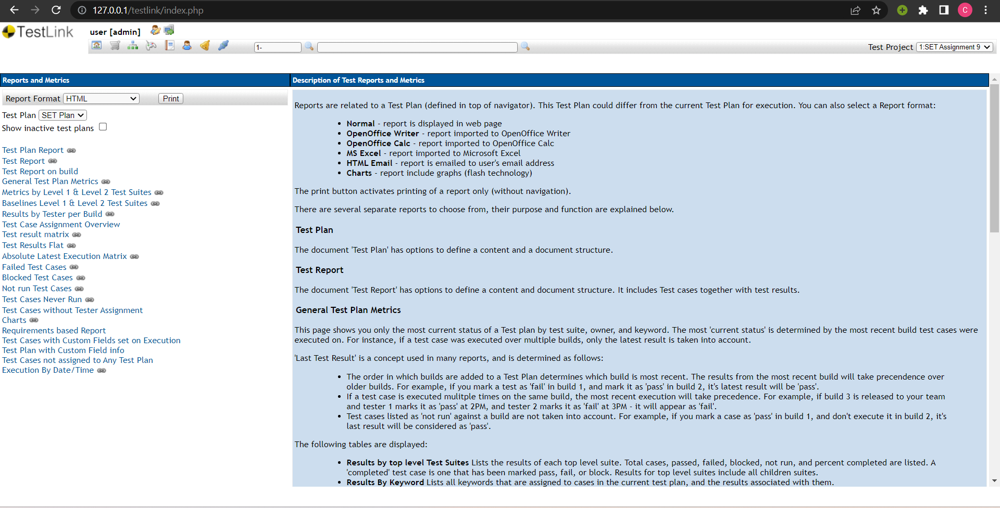 127.0.0.1/testlink/index.php
C
TestLink
user [admin]
1-
Test Project 1:SET Assignment 9
Reports and Metrics
Report Format HTML Print
Test Plan SET Plan
Show inactive test plans
Test Plan Report
Test Report
Test Report on build
General Test Plan Metrics
Metrics by Level 1 & Level 2 Test Suites
Baselines Level 1 & Level 2 Test Suites
Results by Tester per Build
Test Case Assignment Overview
Test result matrix
Test Results Flat
Absolute Latest Execution Matrix
Failed Test Cases
Blocked Test Cases
Not run Test Cases
Test Cases Never Run
Test Cases without Tester Assignment
Charts
Requirements based Report
Test Cases with Custom Fields set on Execution
Test Plan with Custom Field info
Test Cases not assigned to Any Test Plan
Execution By Date/Time
Description of Test Reports and Metrics
Reports are related to a Test Plan (defined in top of navigator). This Test Plan could differ from the current Test Plan for execution. You can also select a Report format:
• Normal - report is displayed in web page
• OpenOffice Writer - report imported to OpenOffice Writer
• OpenOffice Calc - report imported to OpenOffice Calc
• MS Excel - report imported to Microsoft Excel
• HTML Email - report is emailed to user's email address
• Charts - report include graphs (flash technology)
The print button activates printing of a report only (without navigation).
There are several separate reports to choose from, their purpose and function are explained below.
Test Plan
The document 'Test Plan' has options to define a content and a document structure.
Test Report
The document 'Test Report' has options to define a content and document structure. It includes Test cases together with test results.
General Test Plan Metrics
This page shows you only the most current status of a Test plan by test suite, owner, and keyword. The most 'current status' is determined by the most recent build test cases were
executed on. For instance, if a test case was executed over multiple builds, only the latest result is taken into account.
'Last Test Result' is a concept used in many reports, and is determined as follows:
• The order in which builds are added to a Test Plan determines which build is most recent. The results from the most recent build will take precendence over
older builds. For example, if you mark a test as 'fail' in build 1, and mark it as 'pass' in build 2, it's latest result will be 'pass'.
• If a test case is executed mulitple times on the same build, the most recent execution will take precedence. For example, if build 3 is released to your team
and tester 1 marks it as 'pass' at 2PM, and tester 2 marks it as 'fail' at 3PM - it will appear as 'fail'.
• Test cases listed as 'not run' against a build are not taken into account. For example, if you mark a case as 'pass' in build 1, and don't execute it in build 2, it's
last result will be considered as 'pass'.
The following tables are displayed:
• Results by top level Test Suites Lists the results of each top level suite. Total cases, passed, failed, blocked, not run, and percent completed are listed. A
'completed' test case is one that has been marked pass, fail, or block. Results for top level suites include all children suites.
• Results By Keyword Lists all keywords that are assigned to cases in the current test plan, and the results associated with them.